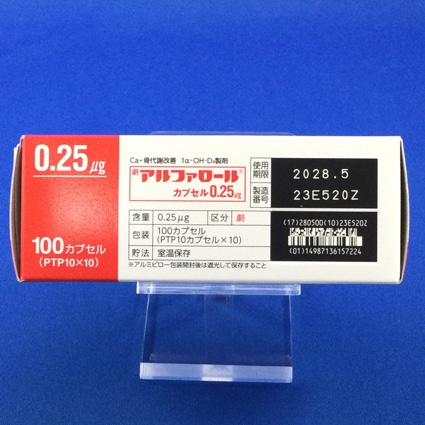 0.25μg
100カプセル
(PTP10×10)
Ca・骨代謝改善 1α-OH-D₃製剤
劇 アルファロール®
カプセル0.25μg
含量 0.25μg 区分 劇
包装 100カプセル
(PTP10カプセル×10)
貯法 室温保存
※アルミピロー包装開封後は遮光して保存すること
使用期限 2028.5
製造番号 23E520Z
(17)280500(10)23E520Z
(01)14987136157224